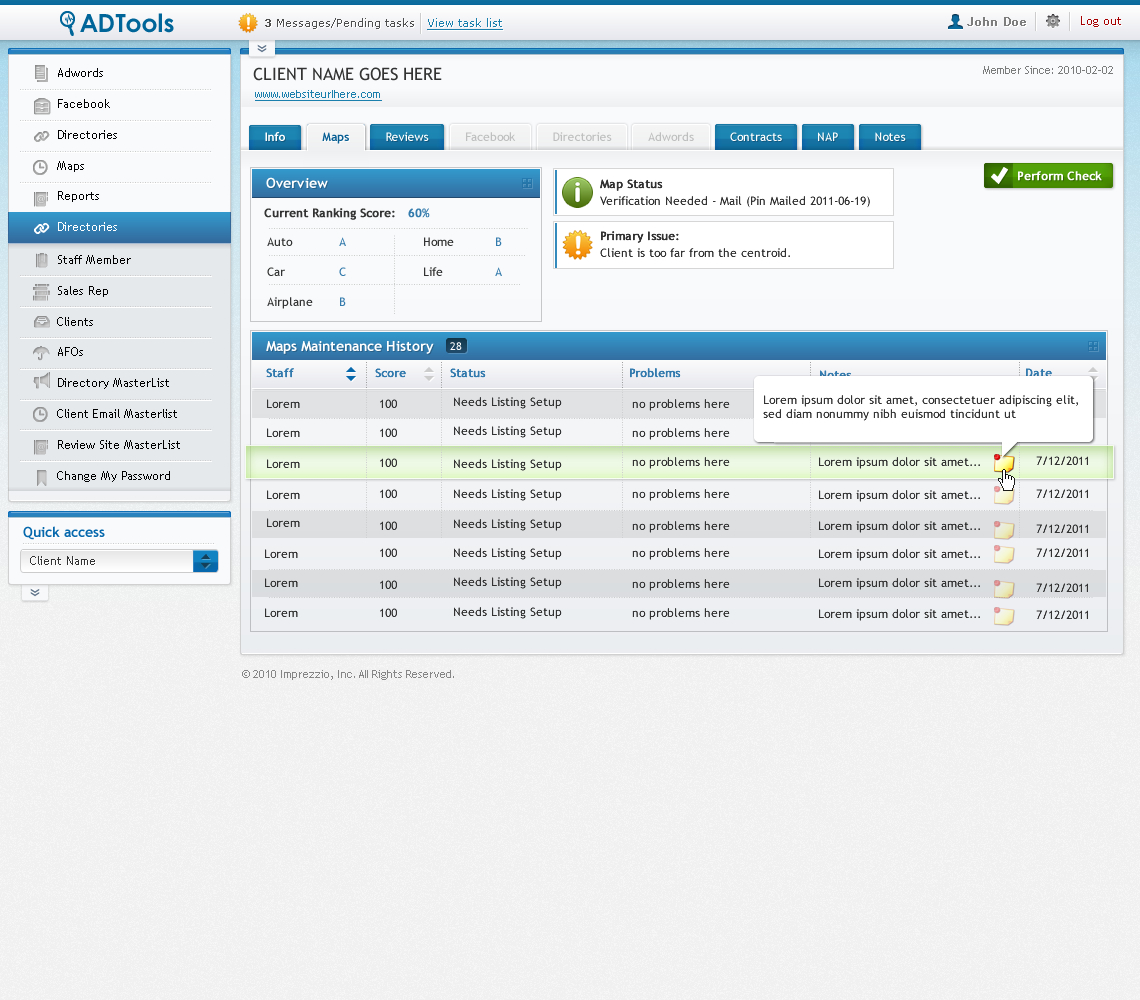 ADTools
3 Messages/Pending tasks View task list
John Doe Log out
Adwords
Facebook
Directories
Maps
Reports
Directories
Staff Member
Sales Rep
Clients
AFOs
Directory MasterList
Client Email Masterlist
Review Site MasterList
Change My Password
Quick access
Client Name
CLIENT NAME GOES HERE
www.websiteurlhere.com
Member Since: 2010-02-02
Info Maps Reviews Facebook Directories Adwords Contracts NAP Notes
Overview
Current Ranking Score: 60%
Auto A Home B
Car C Life A
Airplane B
Map Status
Verification Needed - Mail (Pin Mailed 2011-06-19)
Primary Issue:
Client is too far from the centroid.
Perform Check
Maps Maintenance History 28
Staff Score Status Problems Notes Date
Lorem ipsum dolor sit amet, consectetuer adipiscing elit,
sed diam nonummy nibh euismod tincidunt ut
Lorem 100 Needs Listing Setup no problems here
Lorem 100 Needs Listing Setup no problems here
Lorem 100 Needs Listing Setup no problems here Lorem ipsum dolor sit amet... 7/12/2011
Lorem 100 Needs Listing Setup no problems here Lorem ipsum dolor sit amet... 7/12/2011
Lorem 100 Needs Listing Setup no problems here Lorem ipsum dolor sit amet... 7/12/2011
Lorem 100 Needs Listing Setup no problems here Lorem ipsum dolor sit amet... 7/12/2011
Lorem 100 Needs Listing Setup no problems here Lorem ipsum dolor sit amet... 7/12/2011
Lorem 100 Needs Listing Setup no problems here Lorem ipsum dolor sit amet... 7/12/2011
© 2010 Imprezzio, Inc. All Rights Reserved.